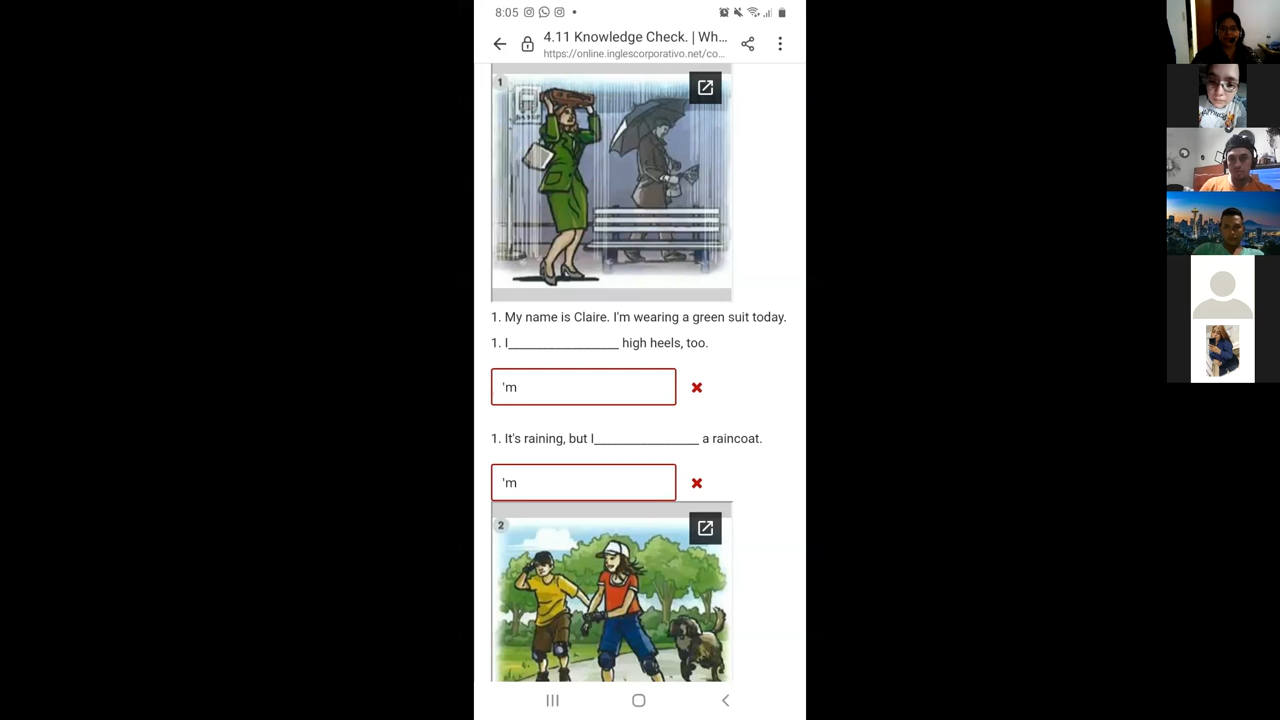 8:05
4.11 Knowledge Check. | Wh...
https://online.inglescorporativo.net/co...
1
1. My name is Claire. I'm wearing a green suit today.
1. I_________________ high heels, too.
'm
1. It's raining, but I________________ a raincoat.
'm
2